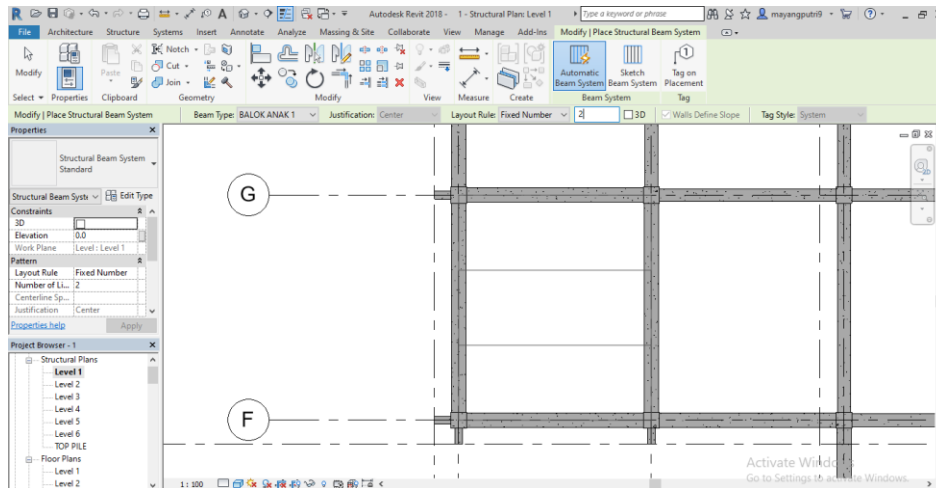 Autodesk Revit 2018 - 1 - Structural Plan: Level 1
Type a keyword or phrase
mayangputri9
File Architecture Structure Systems Insert Annotate Analyze Massing & Site Collaborate View Manage Add-Ins Modify | Place Structural Beam System
Modify
Paste
Notch
Cut
Join
Automatic Beam System
Sketch Beam System
Tag on Placement
Select Properties Clipboard Geometry Modify View Measure Create Beam System Tag
Modify | Place Structural Beam System Beam Type: BALOK ANAK 1 Justification: Center Layout Rule: Fixed Number 2 3D Walls Define Slope Tag Style: System
Properties
Structural Beam System
Standard
Structural Beam Syste Edit Type
Constraints
3D
Elevation 0.0
Work Plane Level : Level 1
Pattern
Layout Rule Fixed Number
Number of Li... 2
Centerline Sp...
Justification Center
Properties help Apply
Project Browser - 1
Structural Plans
Level 1
Level 2
Level 3
Level 4
Level 5
Level 6
TOP PILE
Floor Plans
Level 1
Level 2
G
F
1 : 100
Activate Windows
Go to Settings to activate Windows.